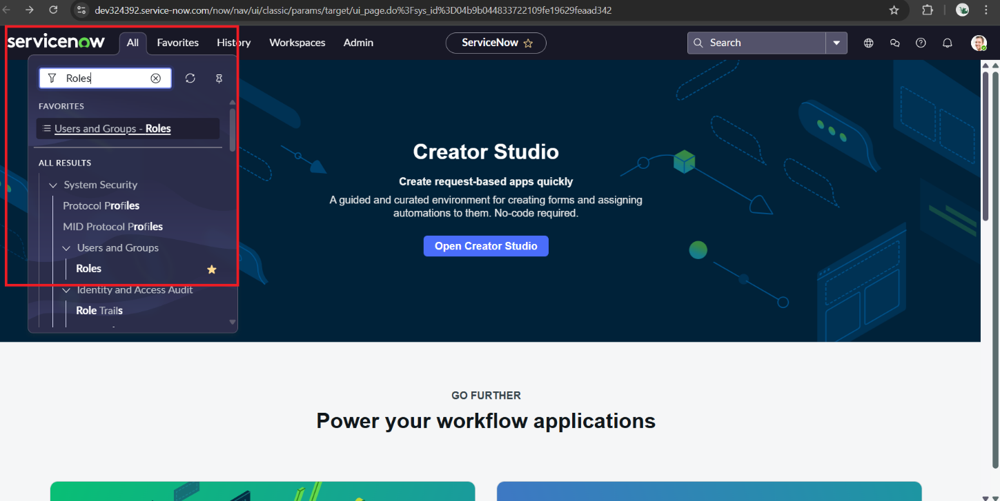 dev324392.service-now.com/now/nav/ui/classic/params/target/ui_page.do%3Fsys_id%3D04b9b044833722109fe19629feaad342
servicenow All Favorites History Workspaces Admin ServiceNow Search
Roles
FAVORITES
Users and Groups - Roles
ALL RESULTS
System Security
Protocol Profiles
MID Protocol Profiles
Users and Groups
Roles
Identity and Access Audit
Role Trails
Creator Studio
Create request-based apps quickly
A guided and curated environment for creating forms and assigning
automations to them. No-code required.
Open Creator Studio
GO FURTHER
Power your workflow applications